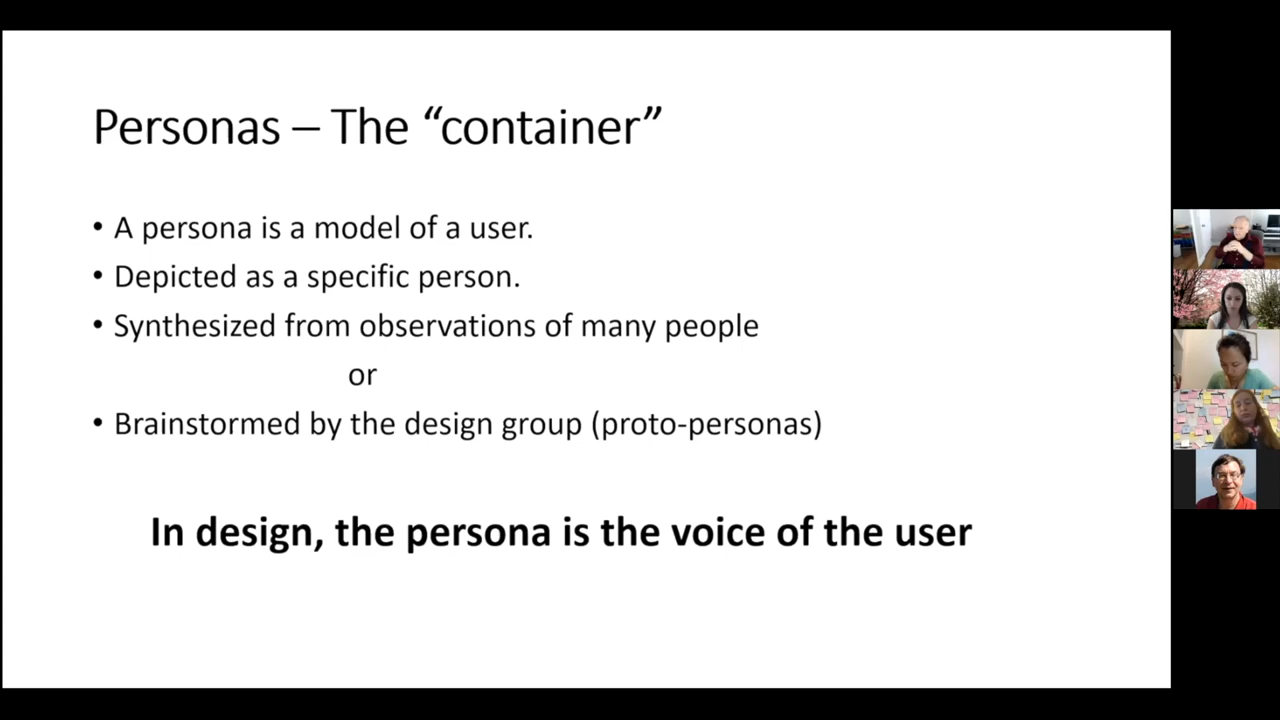 Personas – The “container”
• A persona is a model of a user.
• Depicted as a specific person.
• Synthesized from observations of many people
or
• Brainstormed by the design group (proto-personas)
In design, the persona is the voice of the user